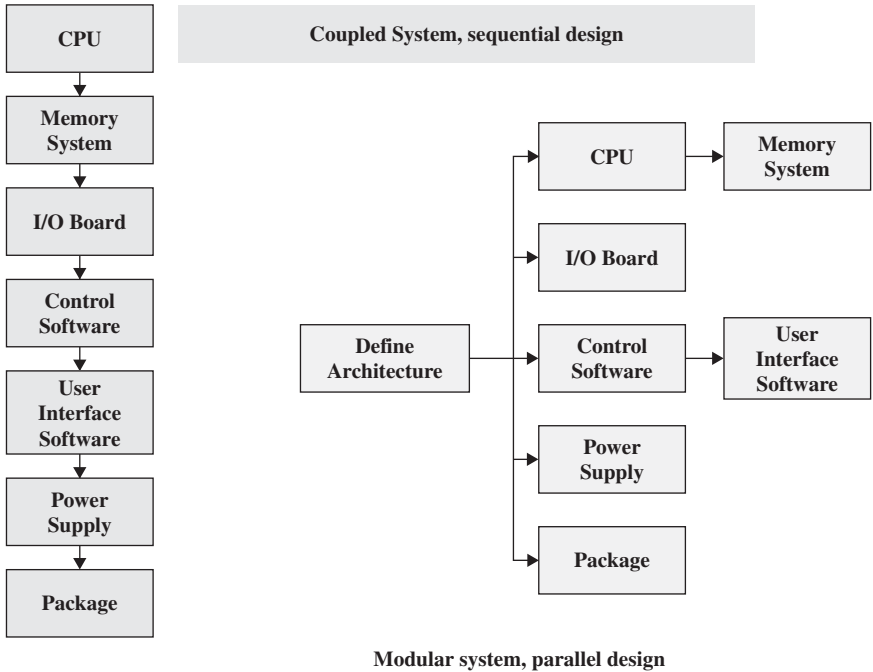 CPU
Memory
System
I/O Board
Control
Software
User
Interface
Software
Power
Supply
Package
Coupled System, sequential design
Define
Architecture
CPU
Memory
System
I/O Board
Control
Software
User
Interface
Software
Power
Supply
Package
Modular system, parallel design